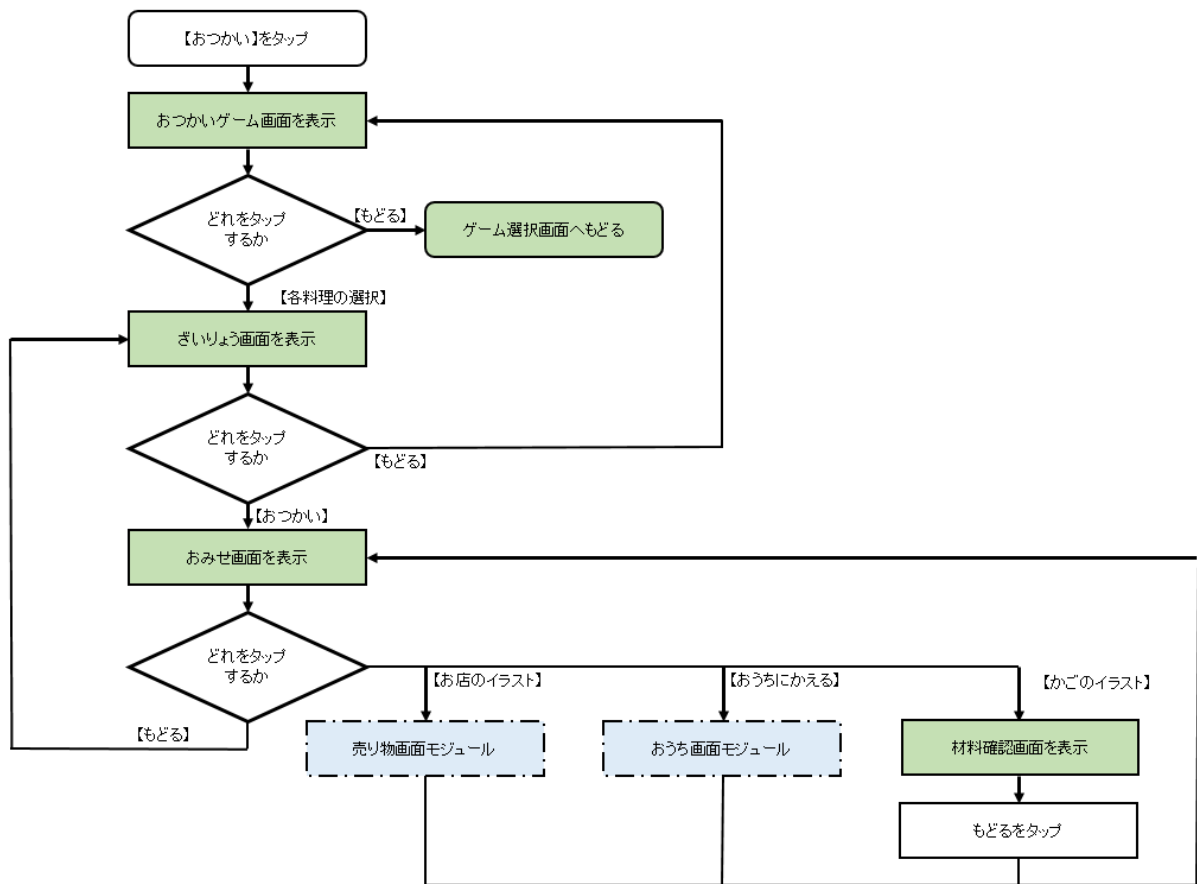 【おつかい】をタップ
おつかいゲーム画面を表示
どれをタップ
するか
【もどる】
ゲーム選択画面へもどる
【各料理の選択】
ざいりょう画面を表示
どれをタップ
するか
【もどる】
【おつかい】
おみせ画面を表示
どれをタップ
するか
【もどる】
【お店のイラスト】
【おうちにかえる】
【かごのイラスト】
売り物画面モジュール
おうち画面モジュール
材料確認画面を表示
もどるをタップ